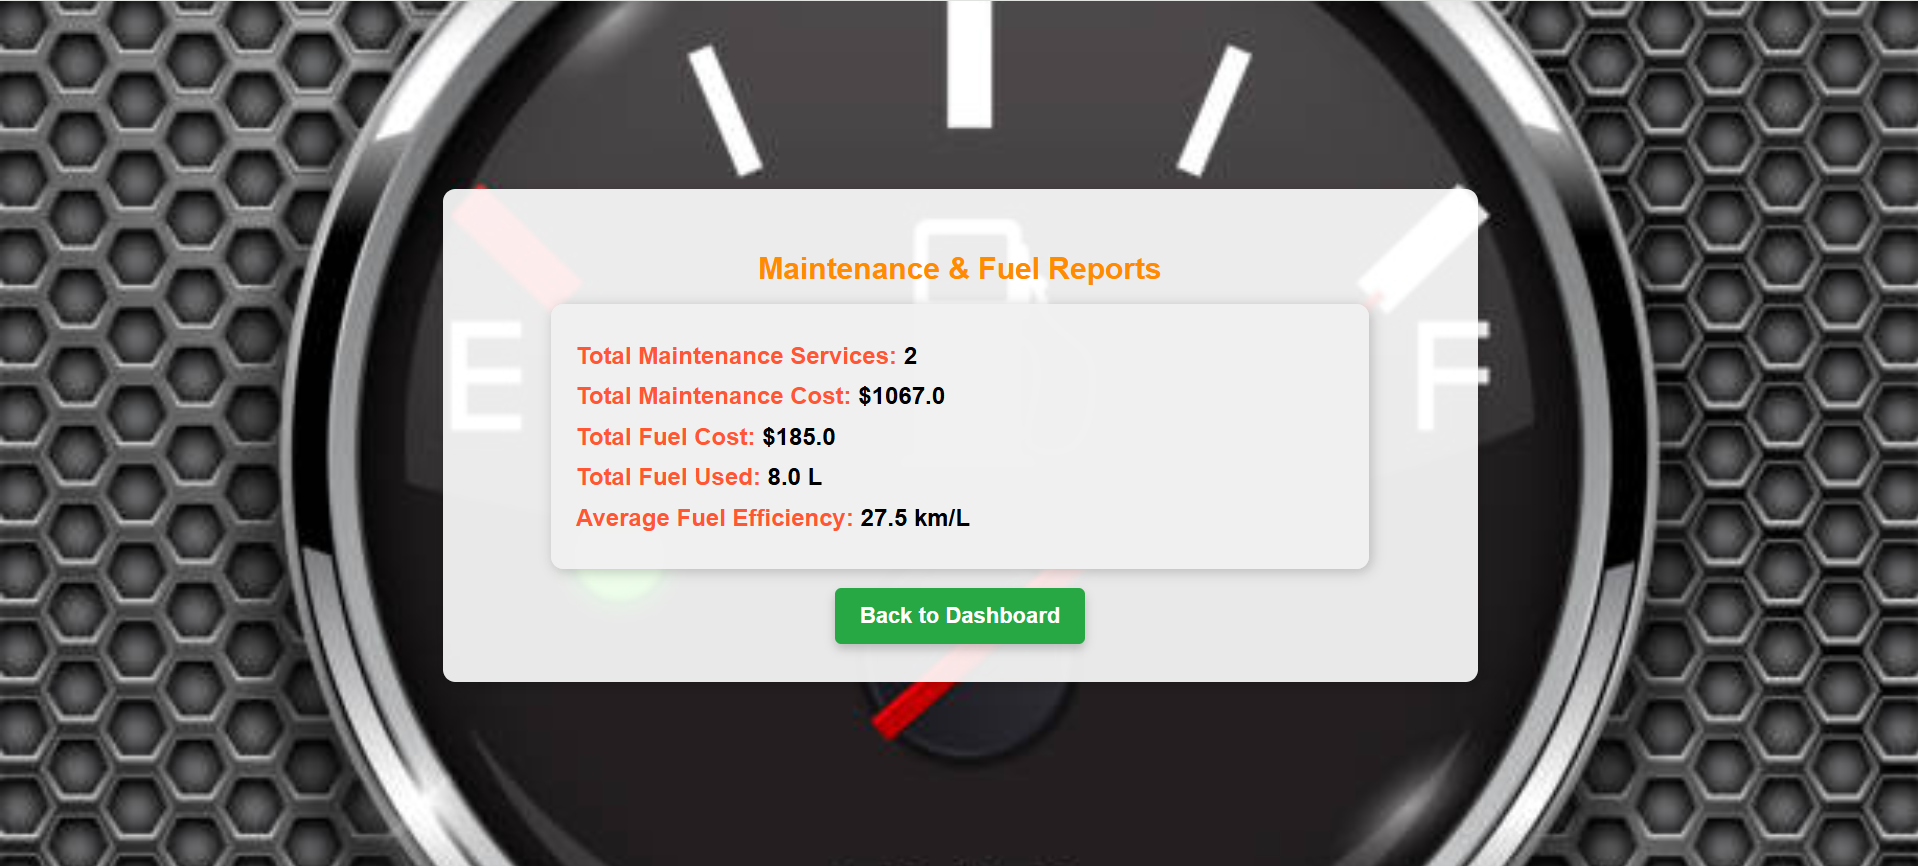 Maintenance & Fuel Reports
E
F
Total Maintenance Services: 2
Total Maintenance Cost: $1067.0
Total Fuel Cost: $185.0
Total Fuel Used: 8.0 L
Average Fuel Efficiency: 27.5 km/L
Back to Dashboard